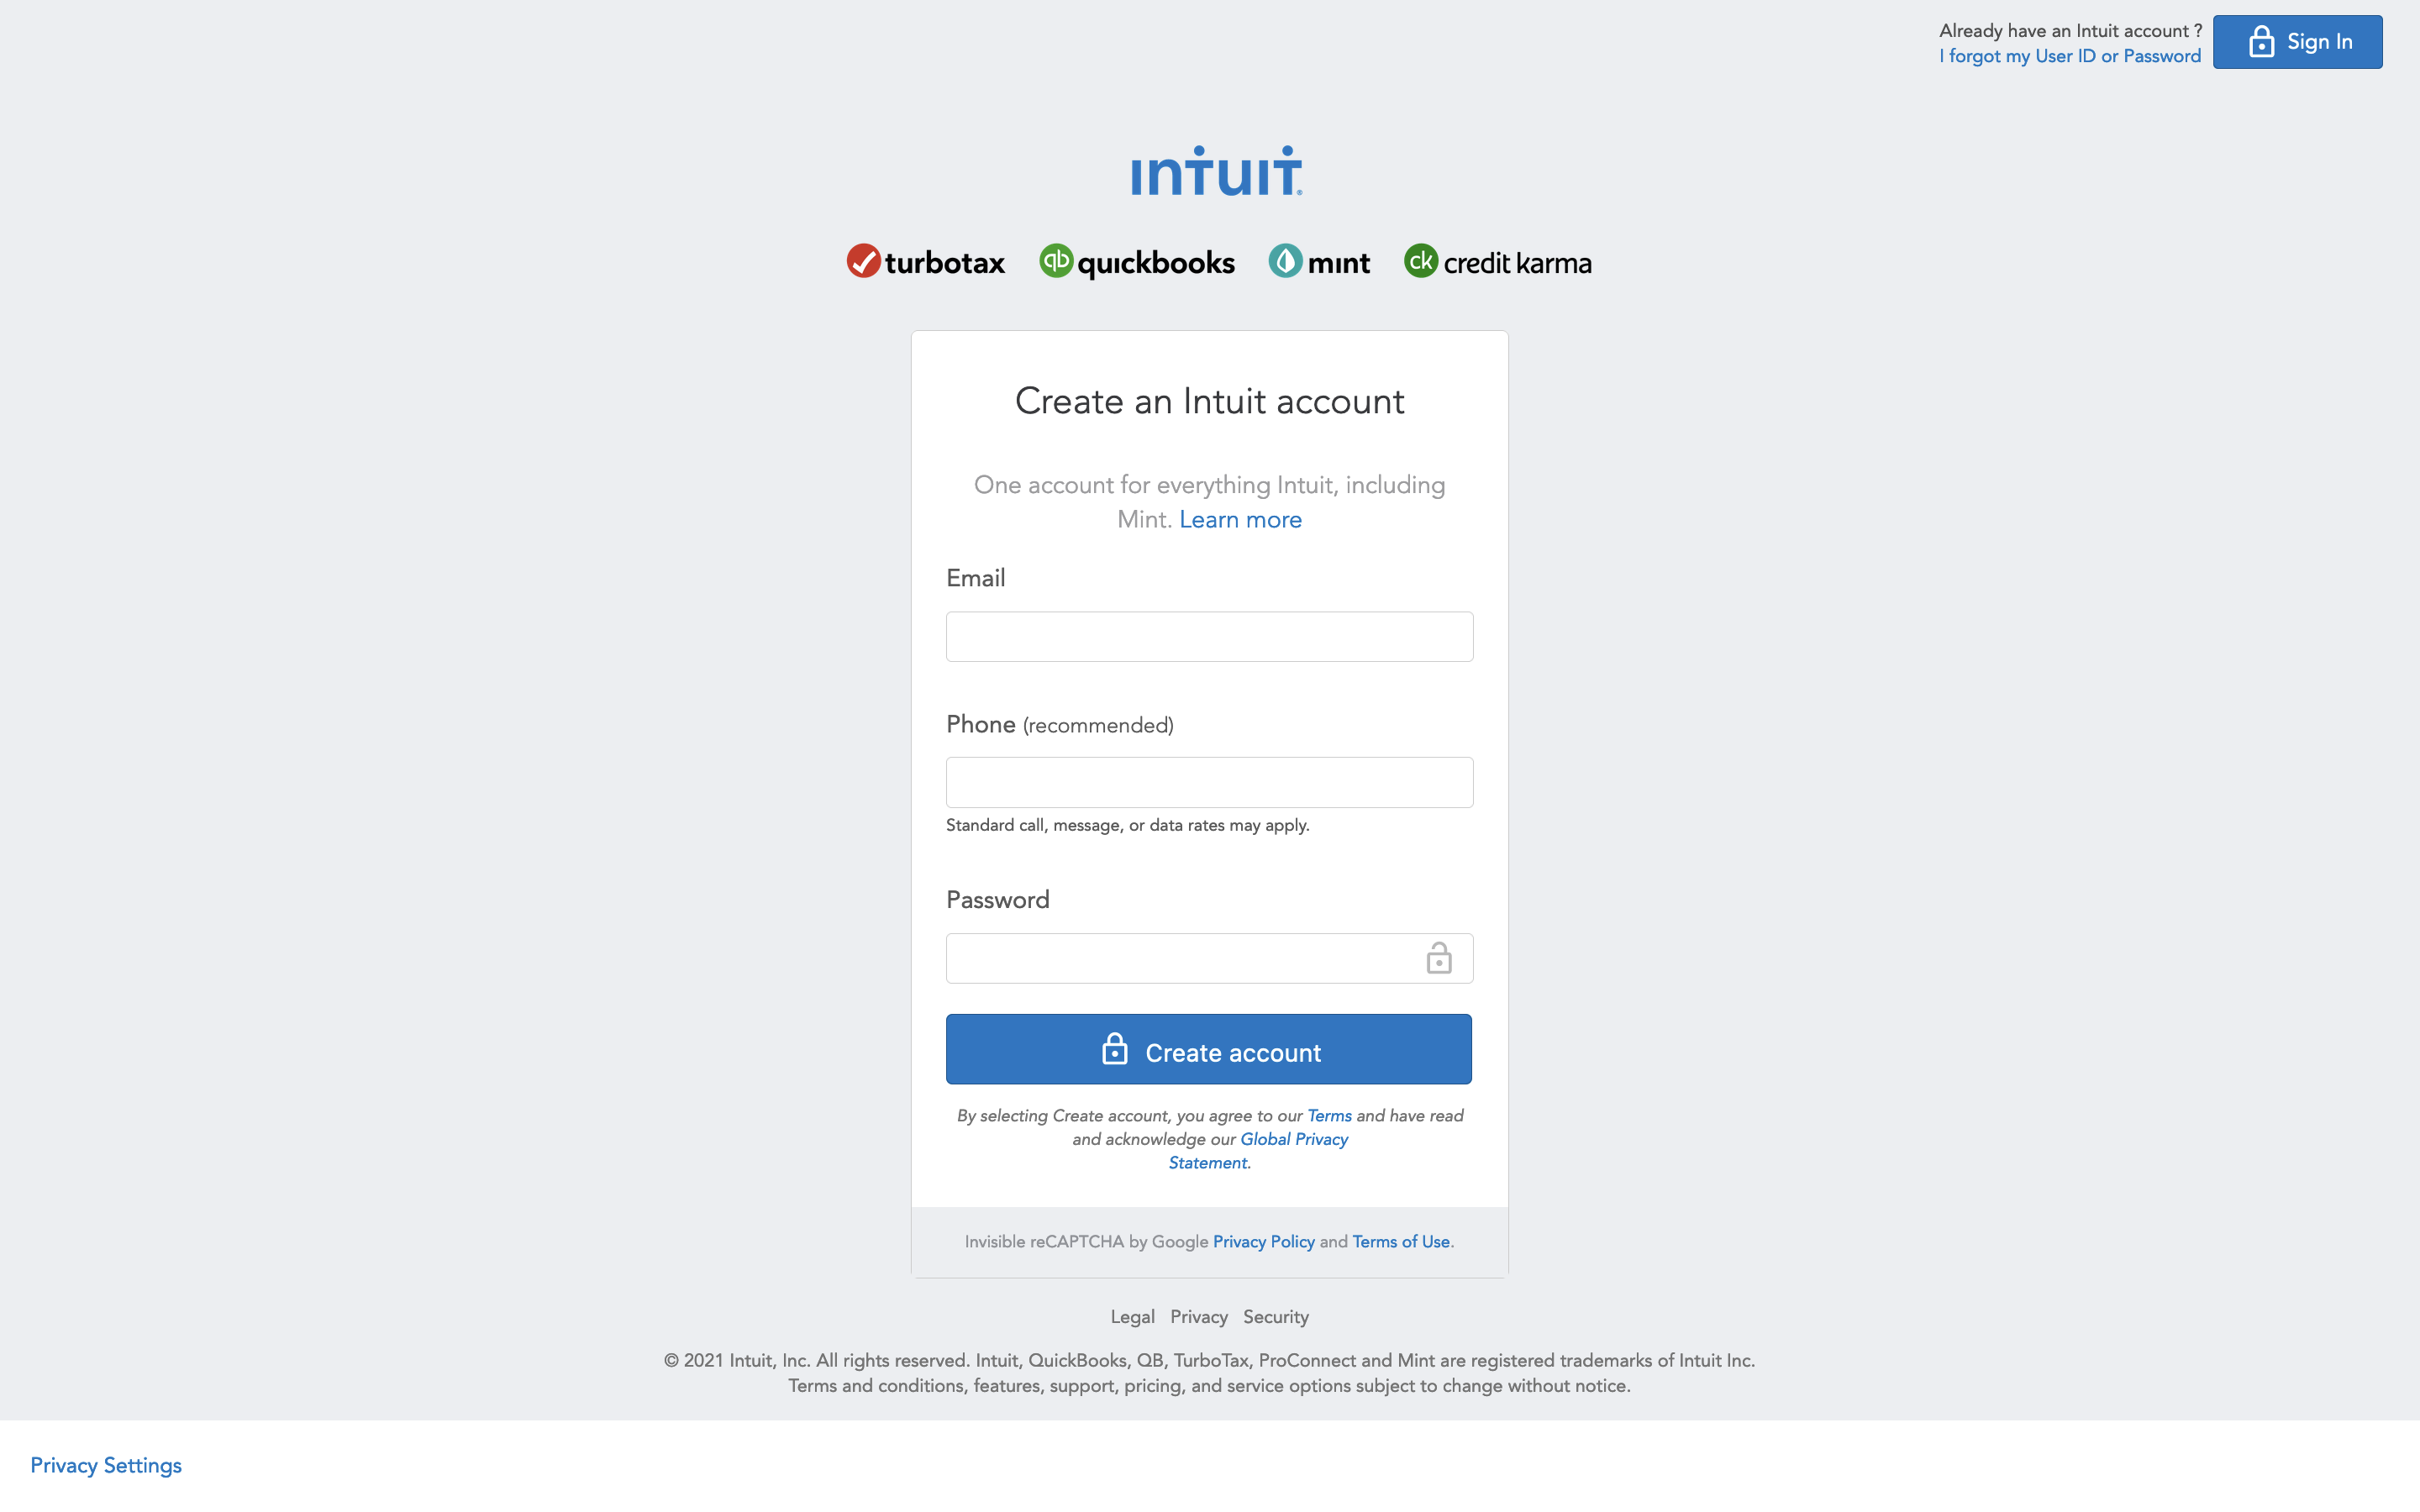 Already have an Intuit account ?
I forgot my User ID or Password
Sign In
intuit®
turbotax qb quickbooks mint ck credit karma
Create an Intuit account
One account for everything Intuit, including
Mint. Learn more
Email
Phone (recommended)
Standard call, message, or data rates may apply.
Password
Create account
By selecting Create account, you agree to our Terms and have read
and acknowledge our Global Privacy
Statement.
Invisible reCAPTCHA by Google Privacy Policy and Terms of Use.
Legal Privacy Security
© 2021 Intuit, Inc. All rights reserved. Intuit, QuickBooks, QB, TurboTax, ProConnect and Mint are registered trademarks of Intuit Inc.
Terms and conditions, features, support, pricing, and service options subject to change without notice.
Privacy Settings